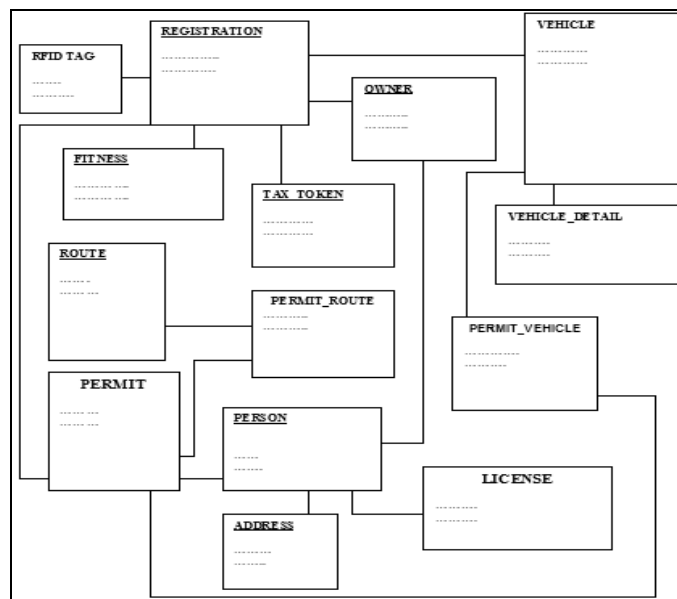 REGISTRATION
VEHICLE
RFID TAG
OWNER
FITNESS
TAX_TOKEN
VEHICLE_DETAIL
ROUTE
PERMIT_ROUTE
PERMIT_VEHICLE
PERMIT
PERSON
LICENSE
ADDRESS